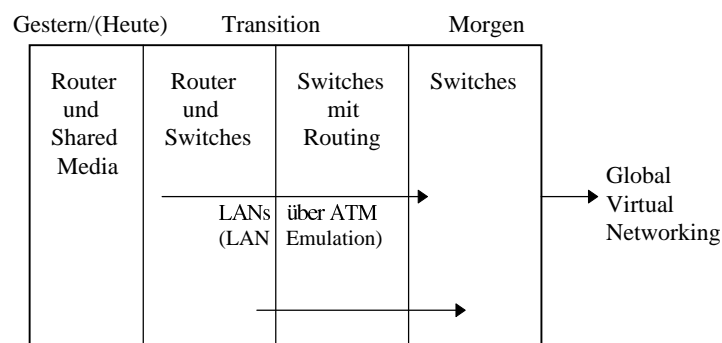 Gestern/(Heute) Transition Morgen
Router
und
Shared
Media
Router
und
Switches
Switches
mit
Routing
Switches
LANs über ATM
(LAN Emulation)
Global
Virtual
Networking